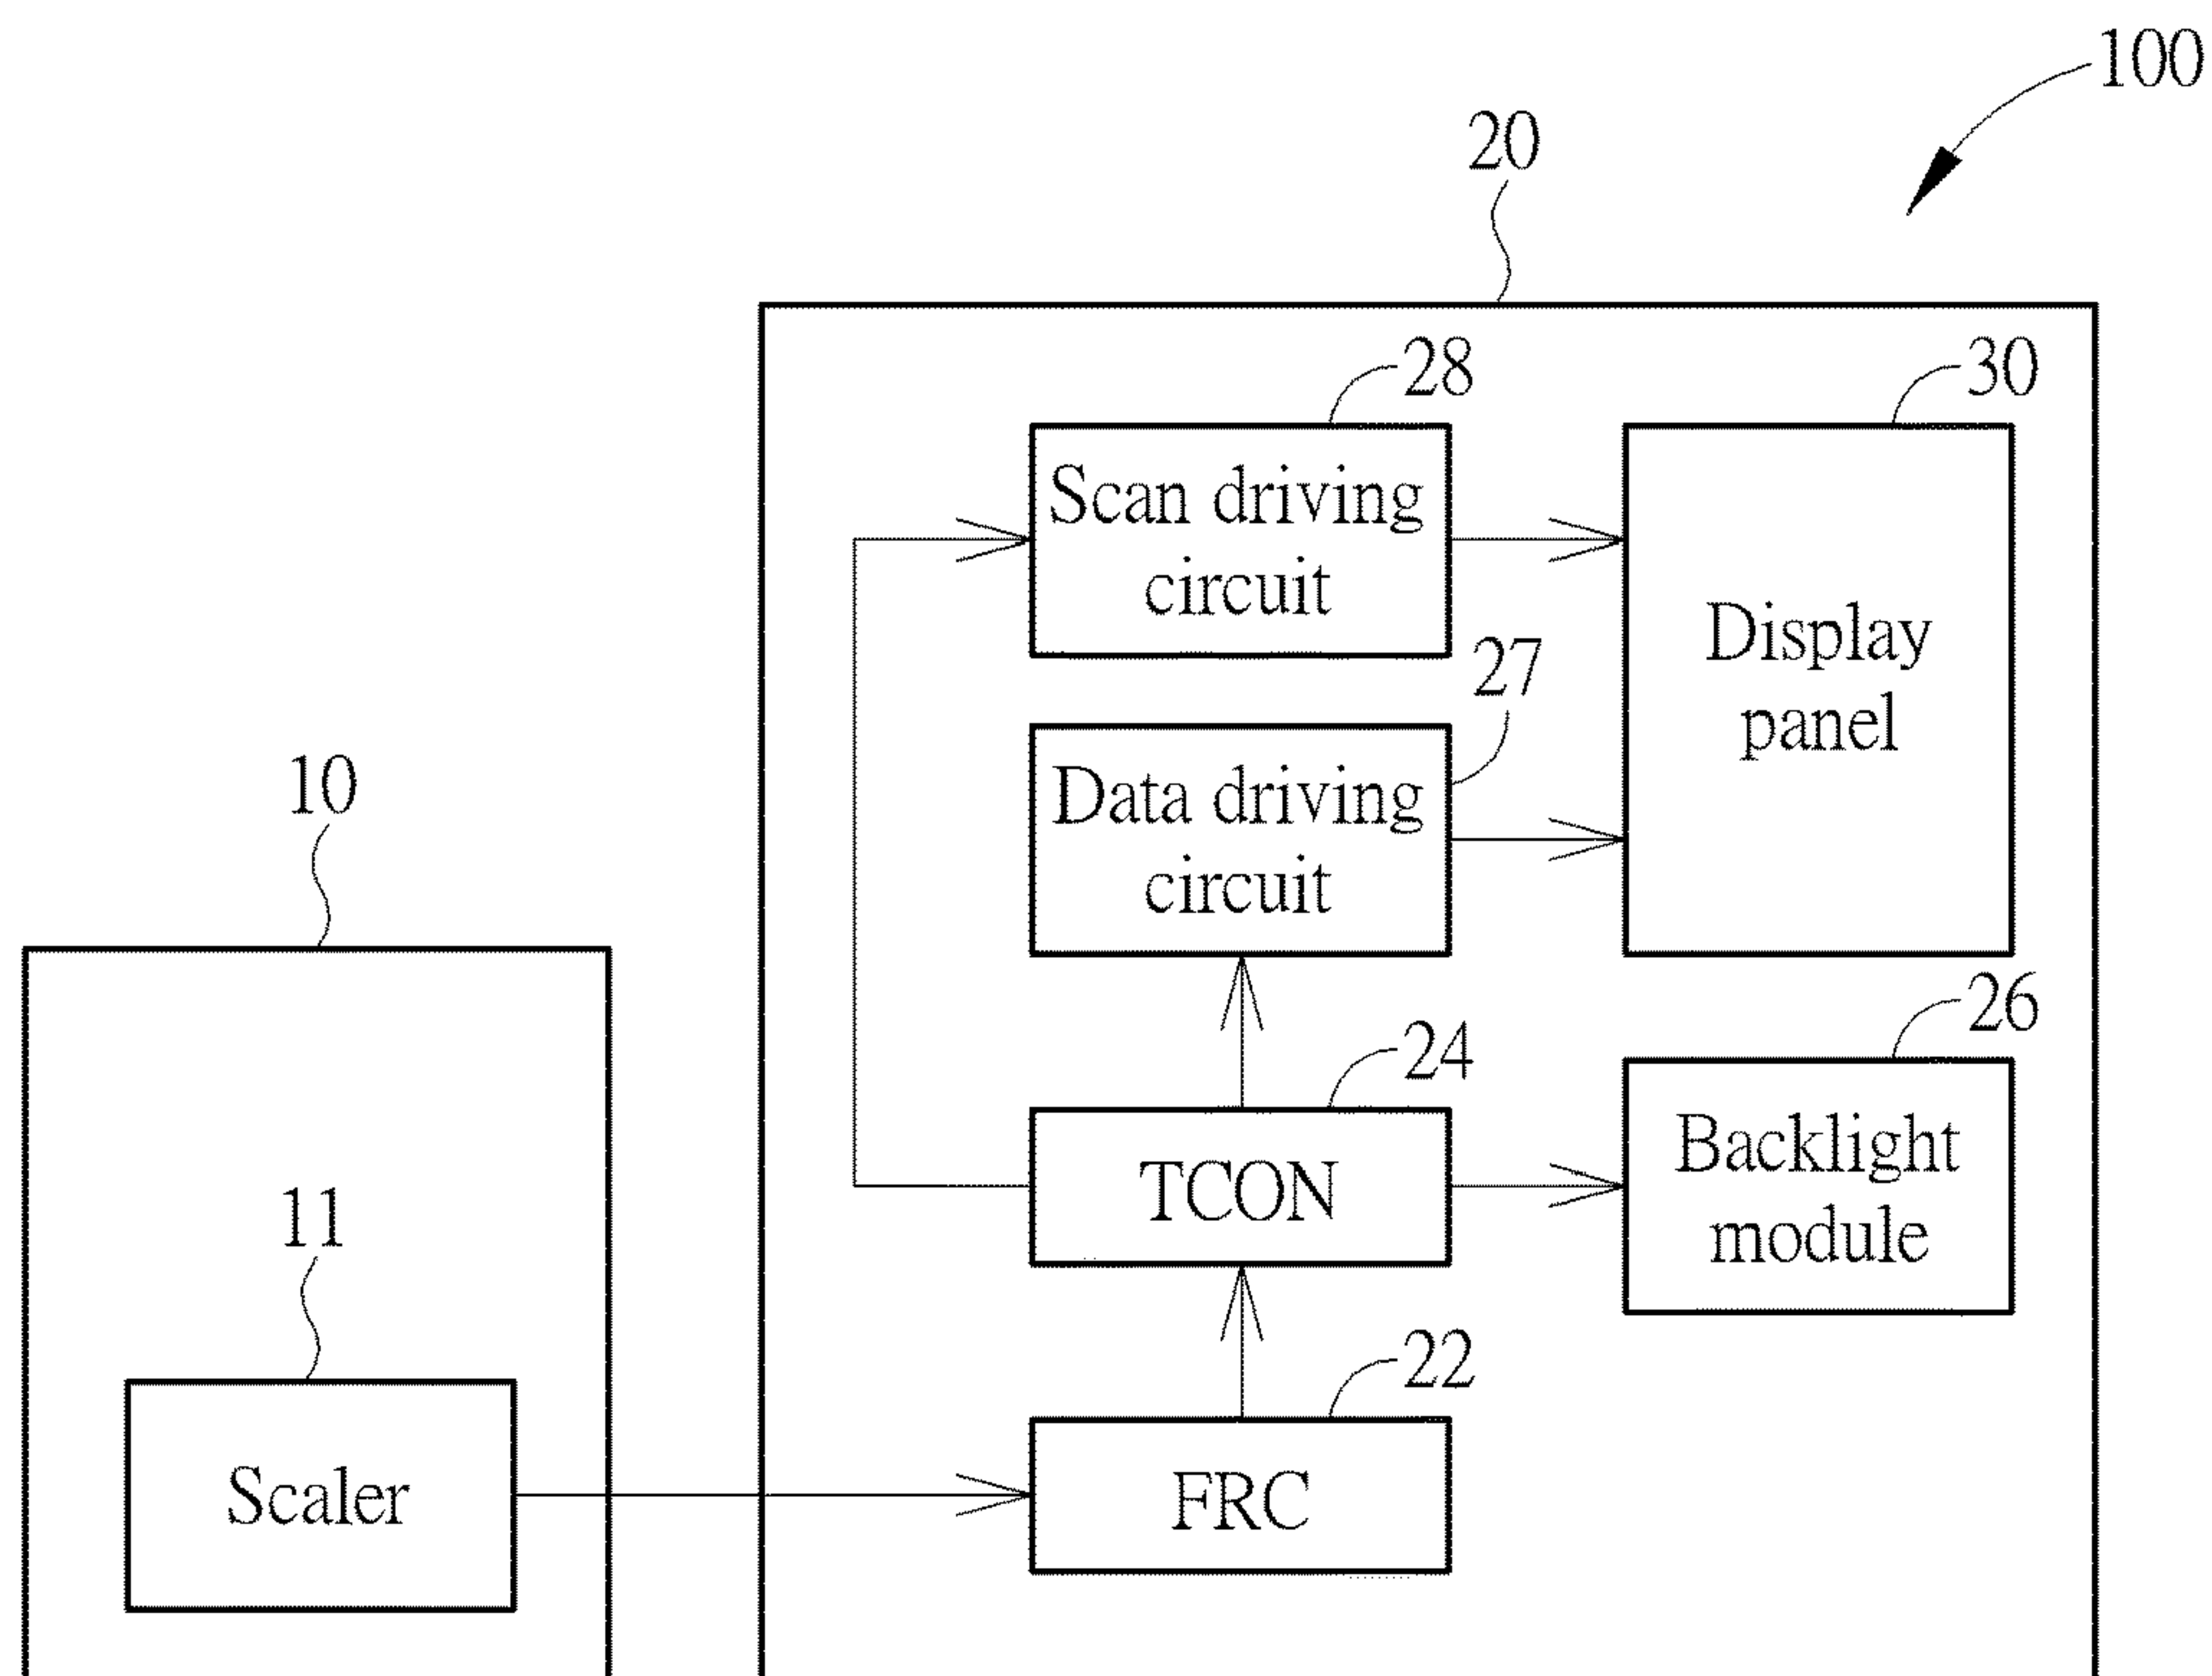 100
20
28
30
Scan driving
circuit
Display
panel
27
Data driving
circuit
10
26
24
TCON
Backlight
module
11
22
Scaler
FRC